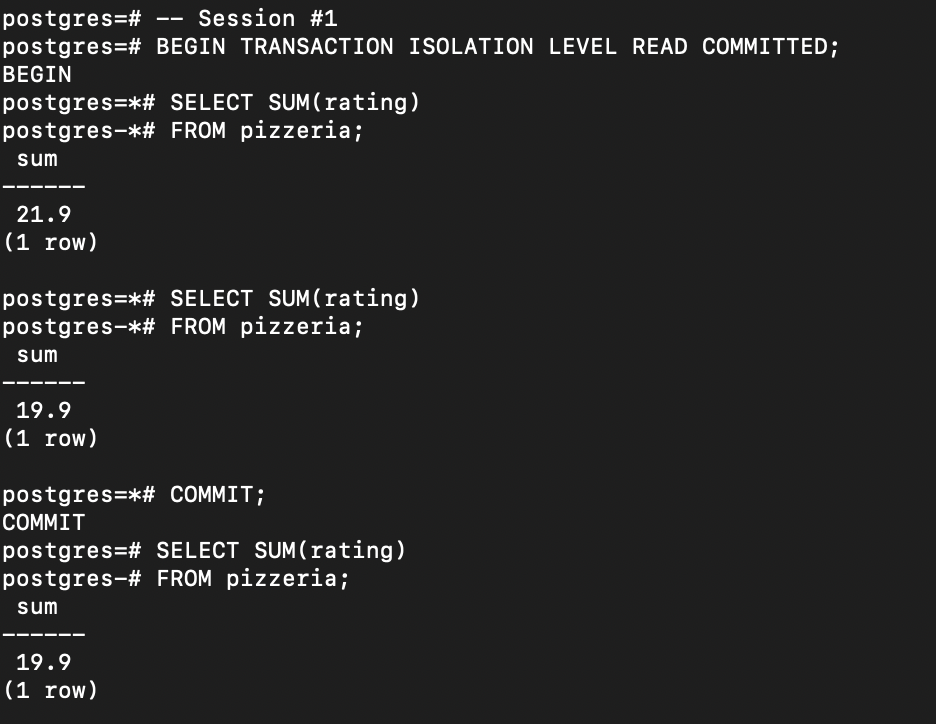 postgres=# -- Session #1
postgres=# BEGIN TRANSACTION ISOLATION LEVEL READ COMMITTED;
BEGIN
postgres=*# SELECT SUM(rating)
postgres-*# FROM pizzeria;
 sum
------
 21.9
(1 row)

postgres=*# SELECT SUM(rating)
postgres-*# FROM pizzeria;
 sum
------
 19.9
(1 row)

postgres=*# COMMIT;
COMMIT
postgres=# SELECT SUM(rating)
postgres-# FROM pizzeria;
 sum
------
 19.9
(1 row)